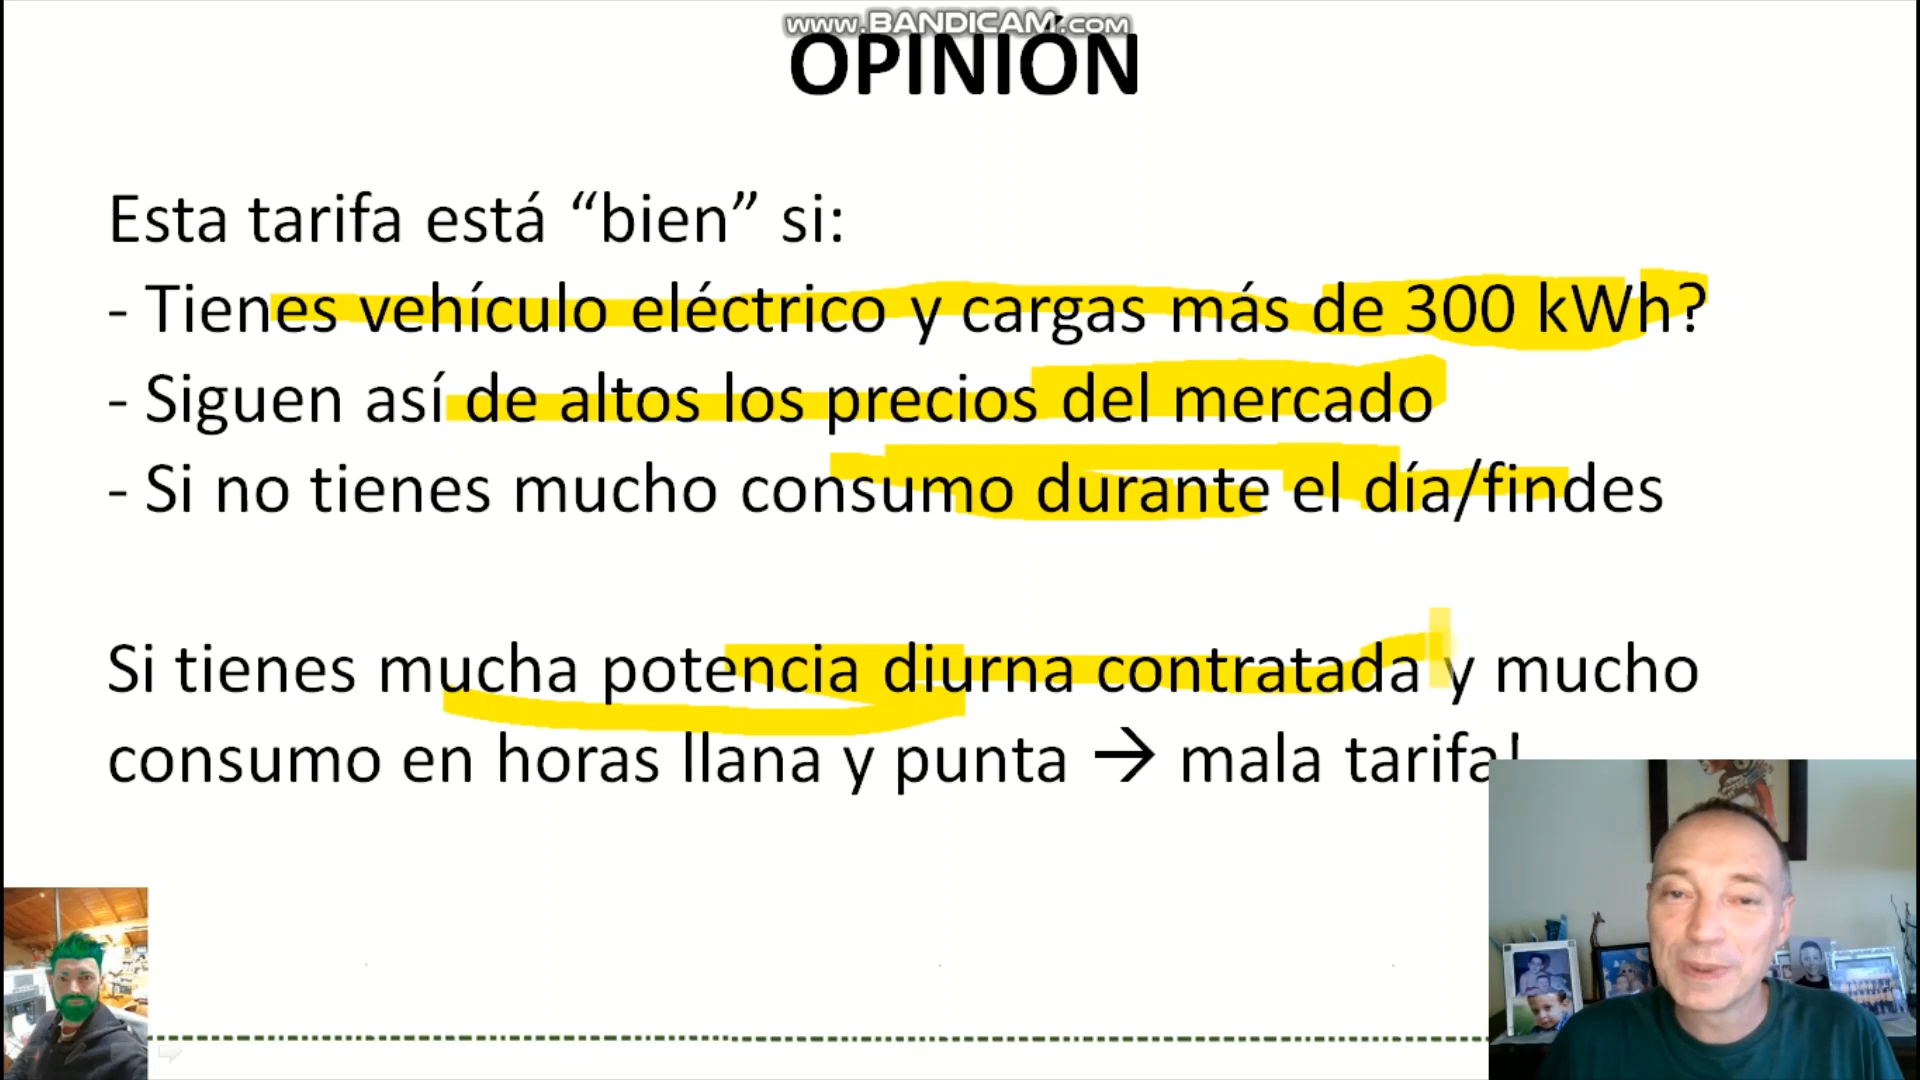 www.BANDICAM.com
OPINIÓN
Esta tarifa está “bien” si:
- Tienes vehículo eléctrico y cargas más de 300 kWh?
- Siguen así de altos los precios del mercado
- Si no tienes mucho consumo durante el día/findes
Si tienes mucha potencia diurna contratada y mucho
consumo en horas llana y punta → mala tarifa!